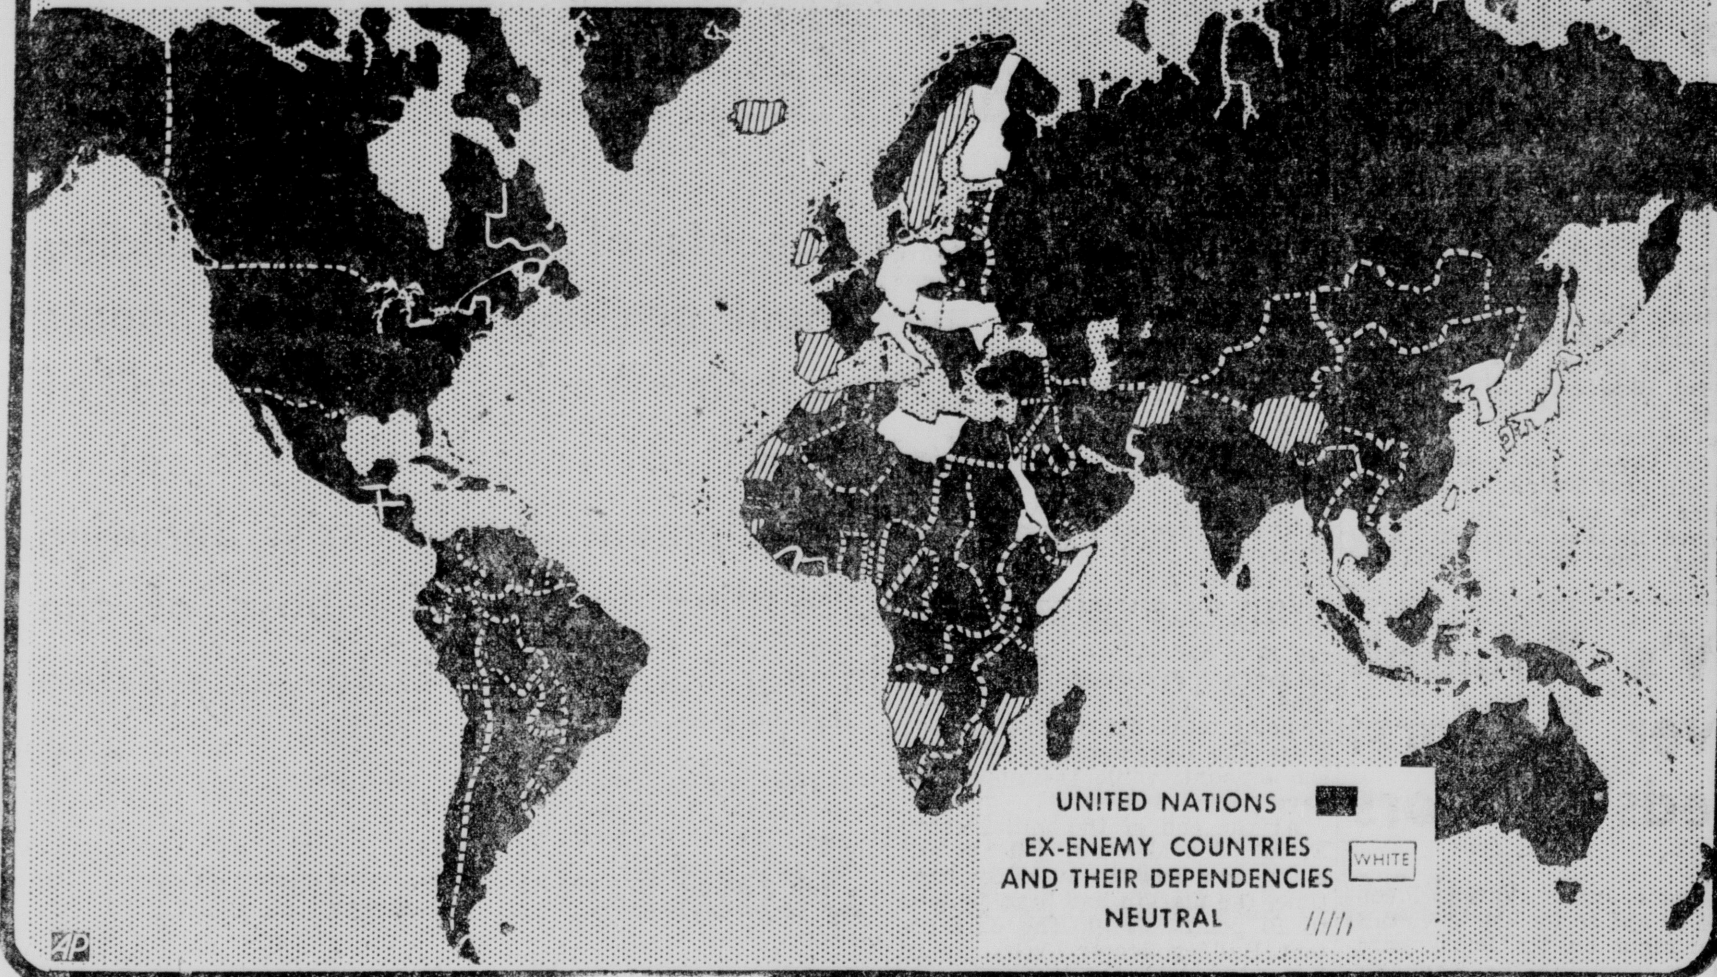 UNITED NATIONS
EX-ENEMY COUNTRIES
AND THEIR DEPENDENCIES
WHITE
NEUTRAL
AP